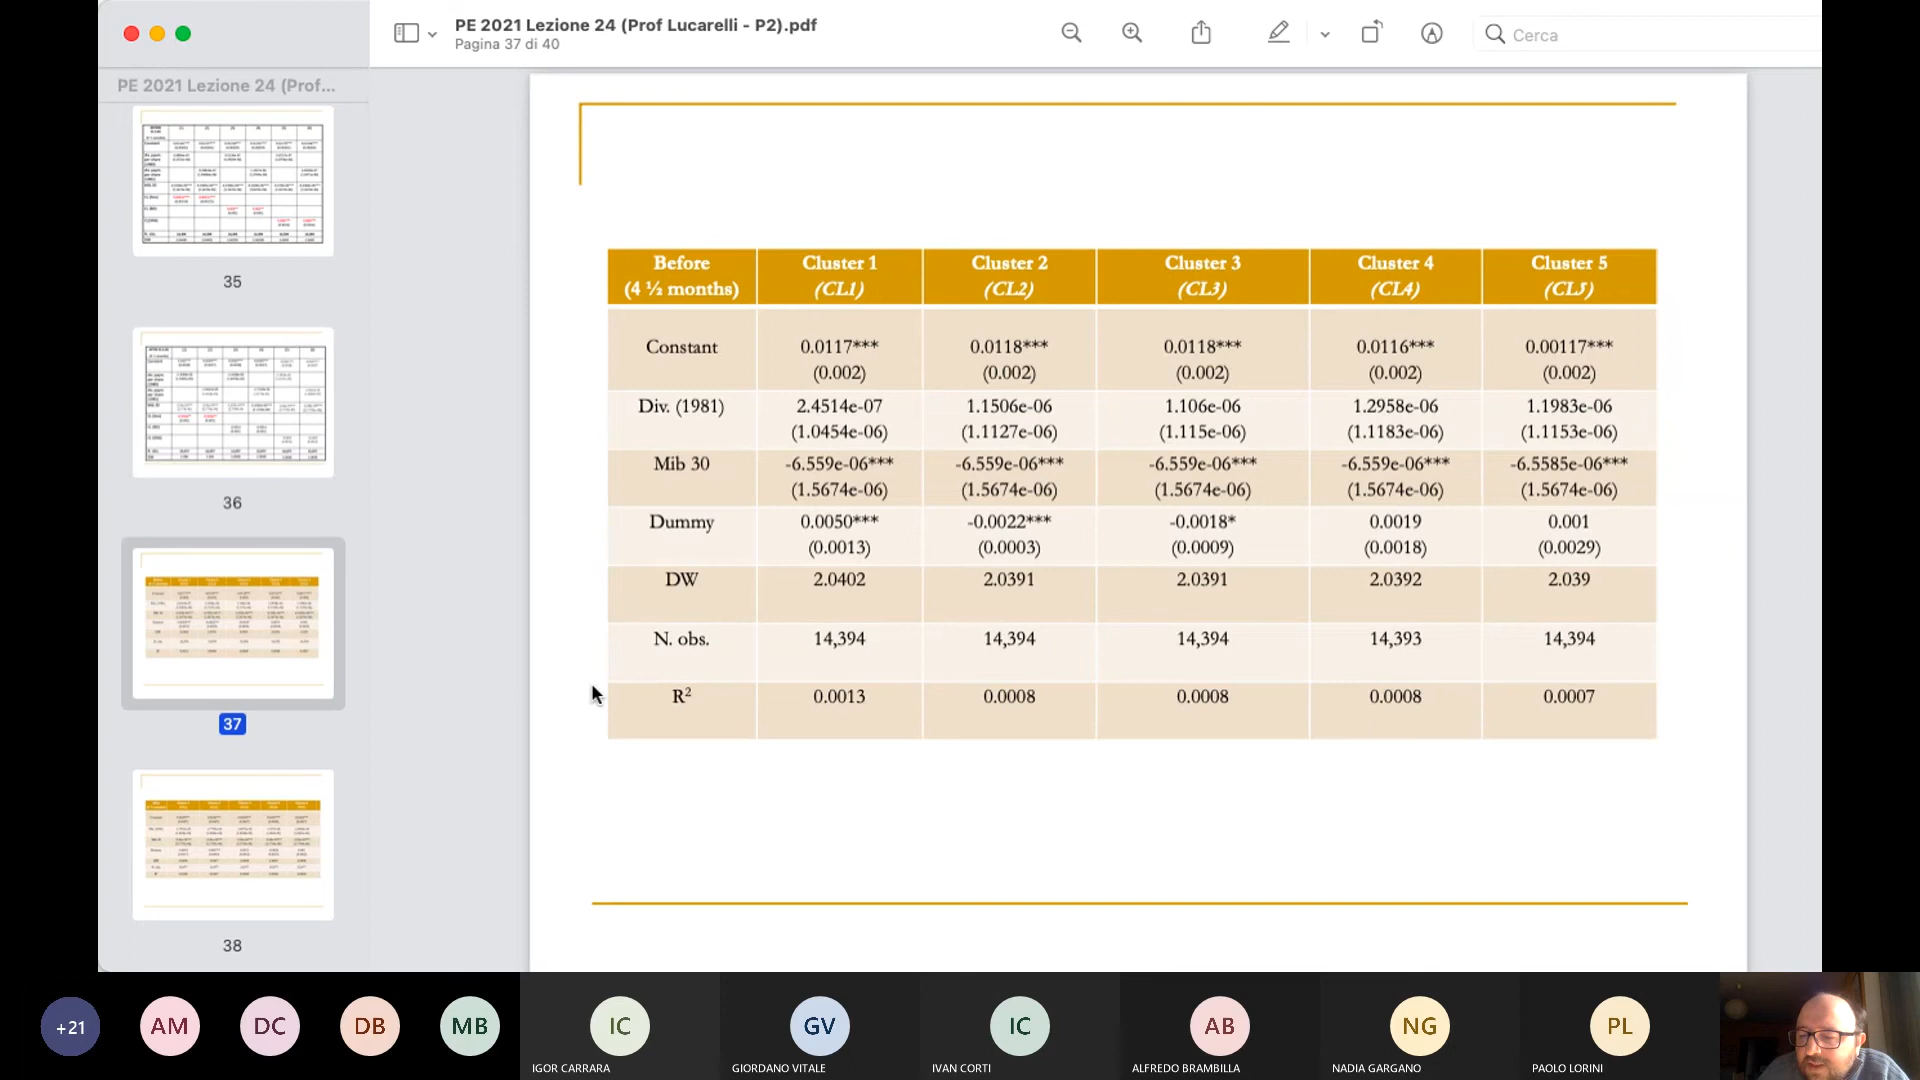 PE 2021 Lezione 24 (Prof Lucarelli - P2).pdf
Pagina 37 di 40
Cerca
PE 2021 Lezione 24 (Prof...
35
36
37
38
Before Cluster 1 Cluster 2 Cluster 3 Cluster 4 Cluster 5
(4 ½ months) (CL1) (CL2) (CL3) (CL4) (CL5)
Constant 0.0117*** 0.0118*** 0.0118*** 0.0116*** 0.00117***
(0.002) (0.002) (0.002) (0.002) (0.002)
Div. (1981) 2.4514e-07 1.1506e-06 1.106e-06 1.2958e-06 1.1983e-06
(1.0454e-06) (1.1127e-06) (1.115e-06) (1.1183e-06) (1.1153e-06)
Mib 30 -6.559e-06*** -6.559e-06*** -6.559e-06*** -6.559e-06*** -6.5585e-06***
(1.5674e-06) (1.5674e-06) (1.5674e-06) (1.5674e-06) (1.5674e-06)
Dummy 0.0050*** -0.0022*** -0.0018* 0.0019 0.001
(0.0013) (0.0003) (0.0009) (0.0018) (0.0029)
DW 2.0402 2.0391 2.0391 2.0392 2.039
N. obs. 14,394 14,394 14,394 14,393 14,394
R² 0.0013 0.0008 0.0008 0.0008 0.0007
+21 AM DC DB MB IC GV IC AB NG PL
IGOR CARRARA GIORDANO VITALE IVAN CORTI ALFREDO BRAMBILLA NADIA GARGANO PAOLO LORINI